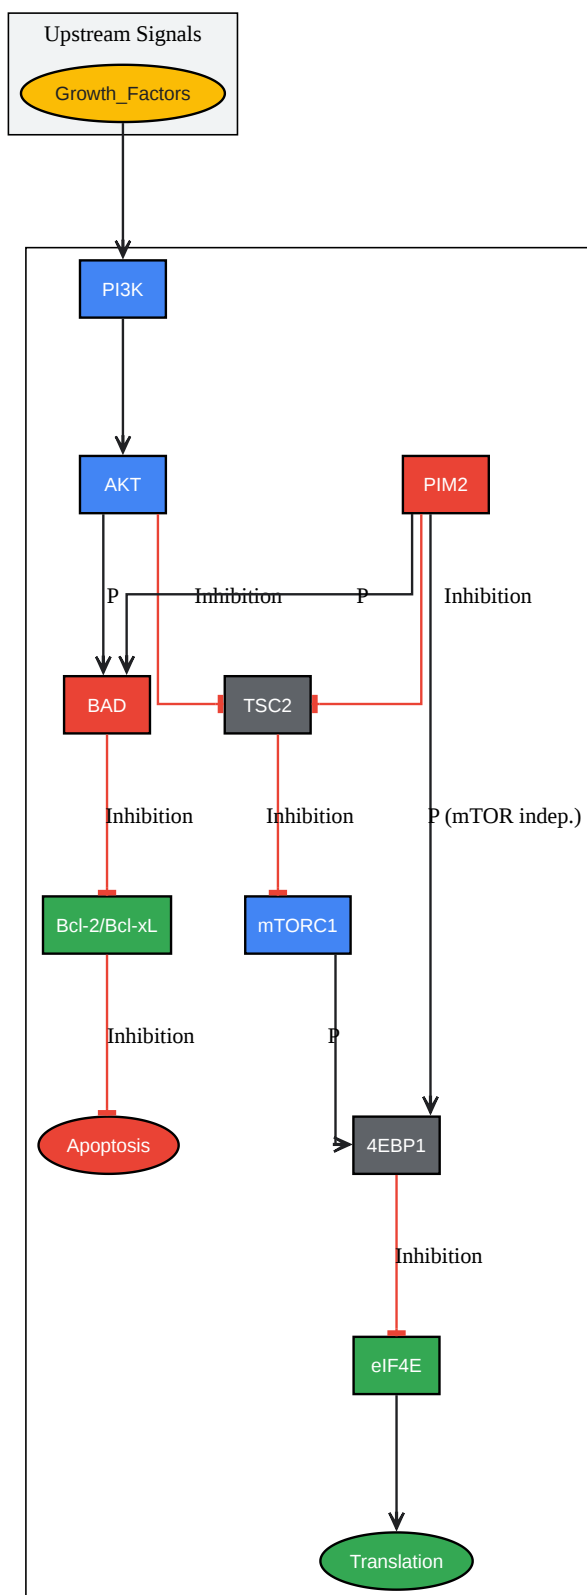 Upstream Signals
Growth_Factors
PI3K
AKT
PIM2
P
Inhibition
P
Inhibition
BAD
TSC2
Inhibition
Inhibition
P (mTOR indep.)
Bcl-2/Bcl-xL
mTORC1
Inhibition
P
Apoptosis
4EBP1
Inhibition
eIF4E
Translation